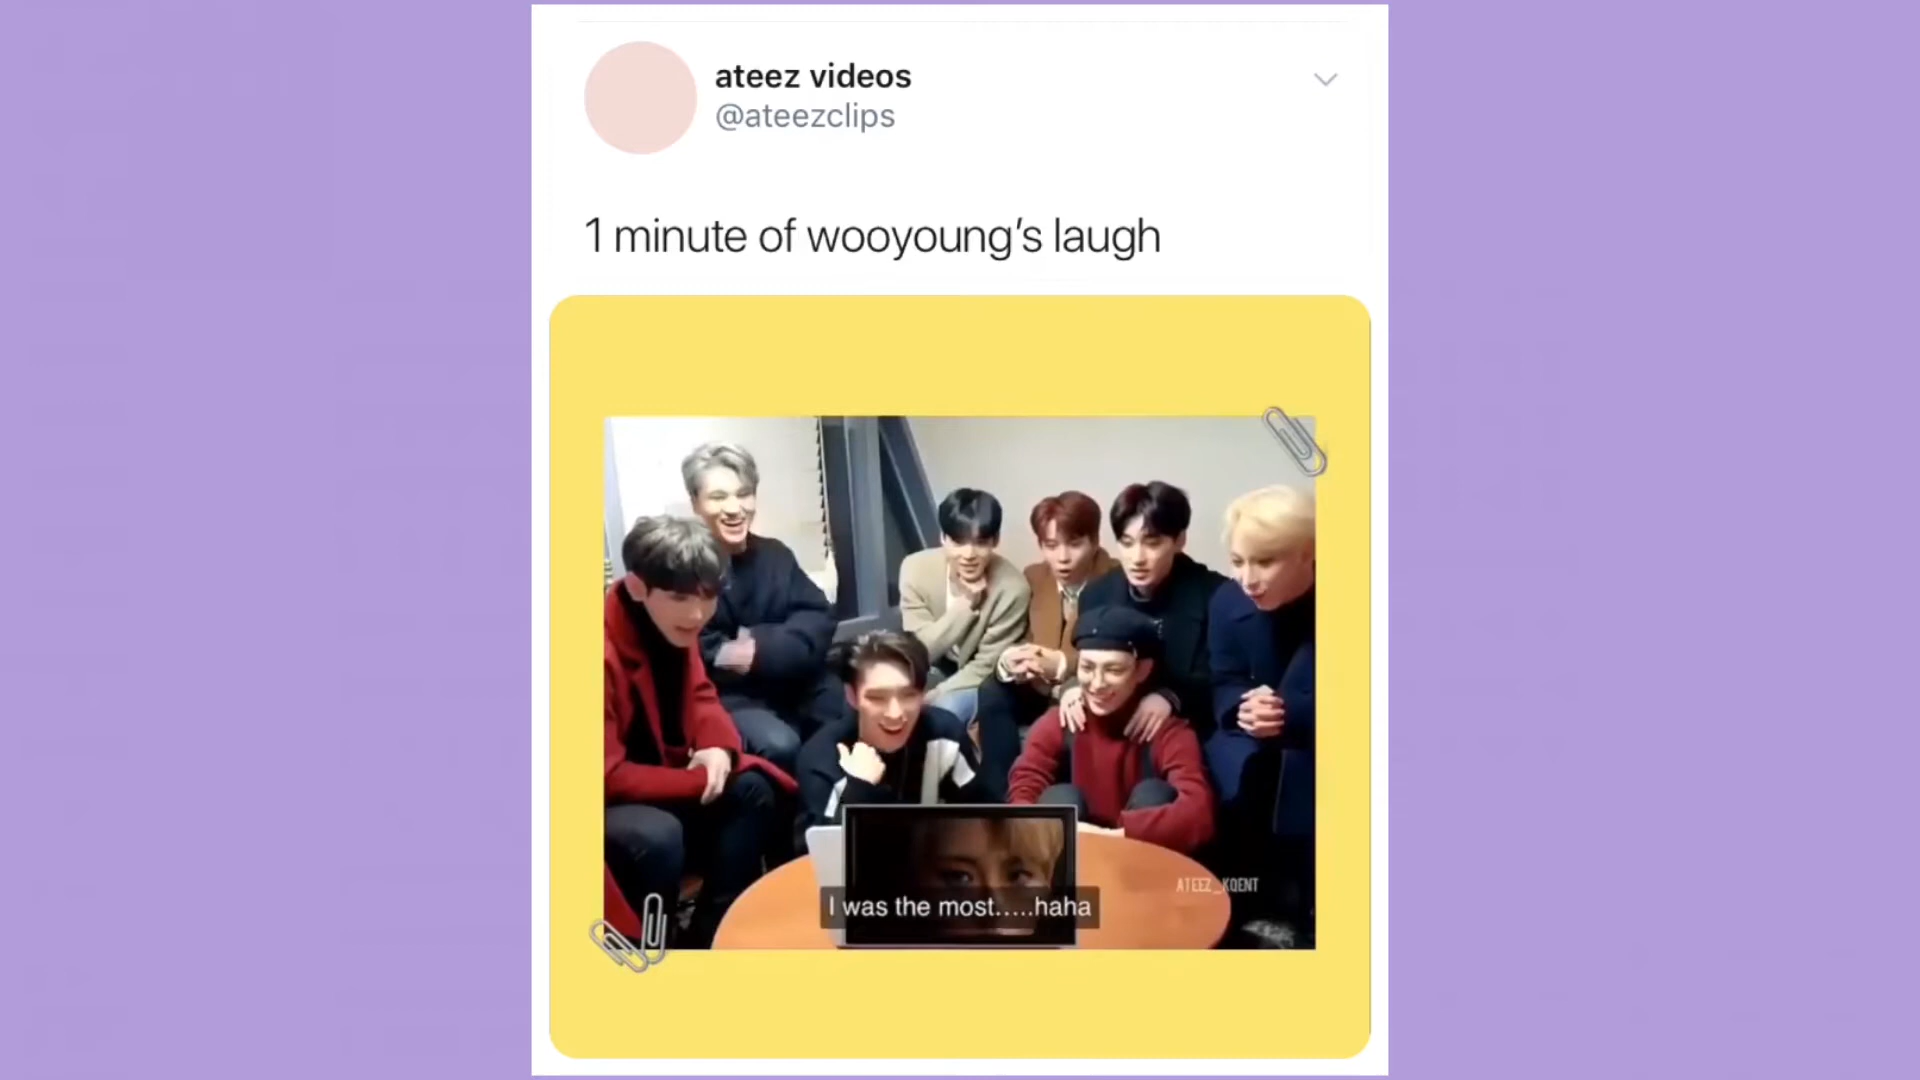 ateez videos
@ateezclips
1 minute of wooyoung's laugh
ATEEZ_KQENT
I was the most.....haha